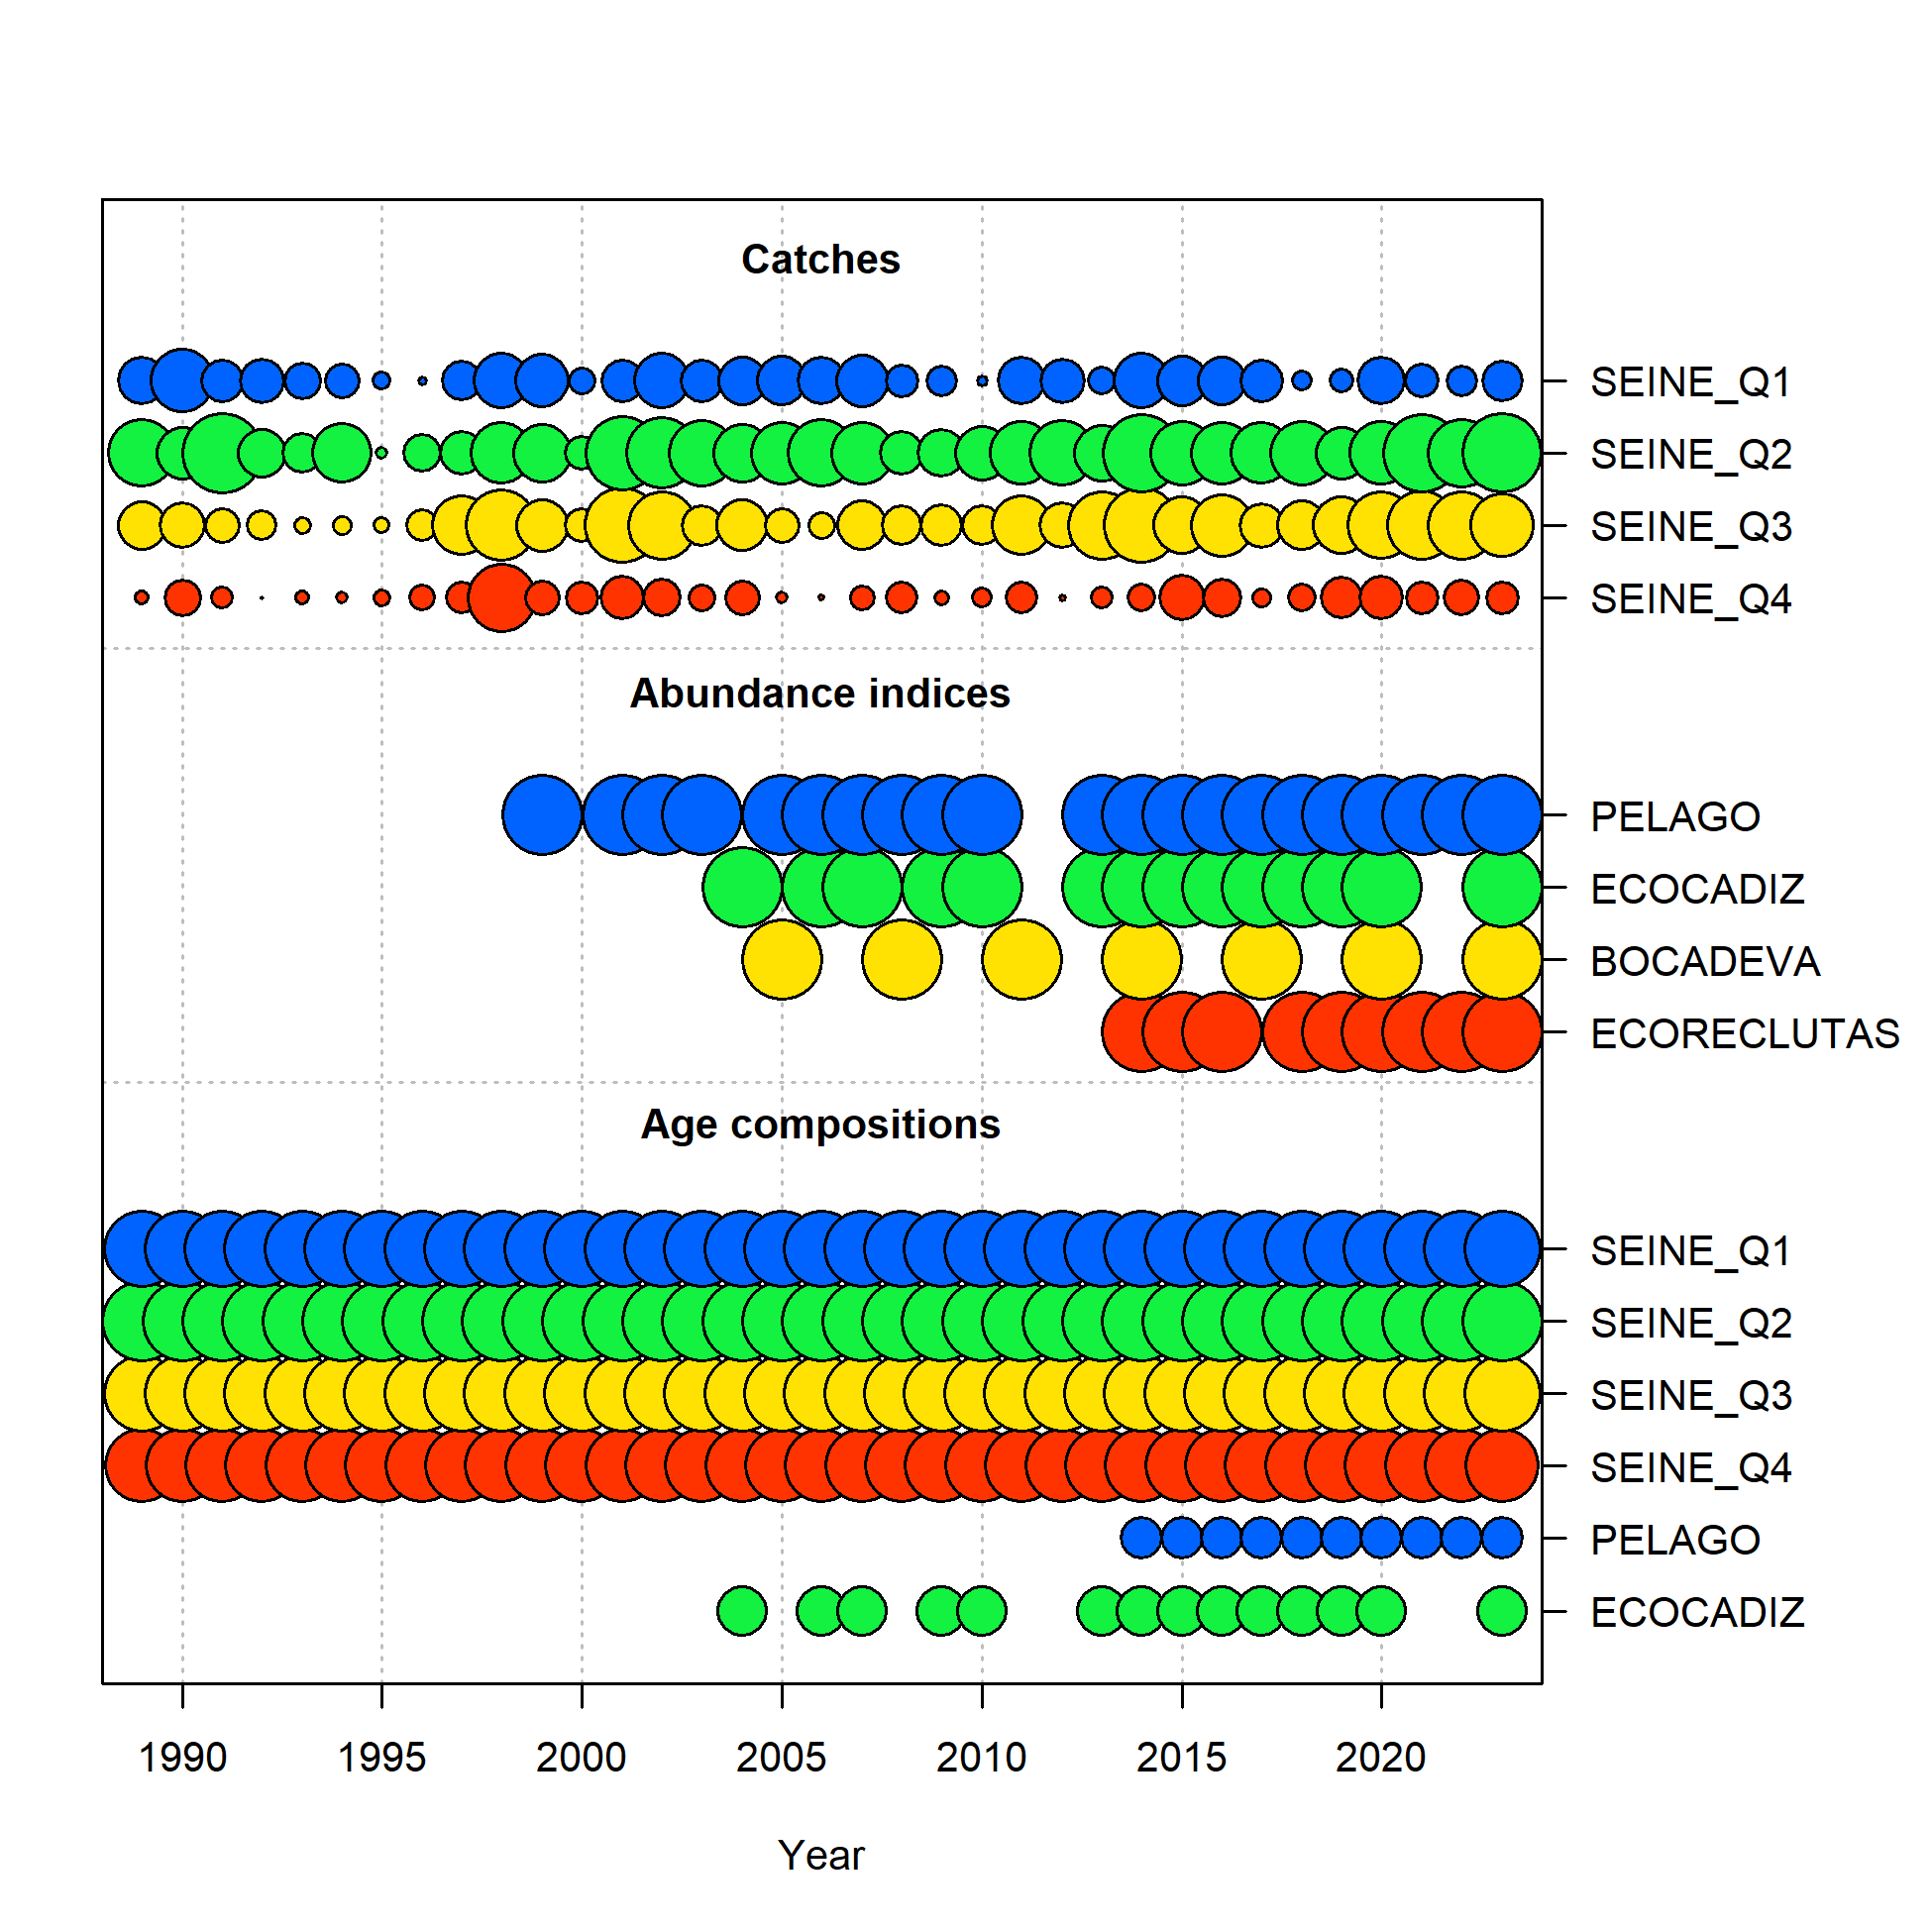 Catches
SEINE_Q1
SEINE_Q2
SEINE_Q3
SEINE_Q4
Abundance indices
PELAGO
ECOCADIZ
BOCADEVA
ECORECLUTAS
Age compositions
SEINE_Q1
SEINE_Q2
SEINE_Q3
SEINE_Q4
PELAGO
ECOCADIZ
1990 1995 2000 2005 2010 2015 2020
Year